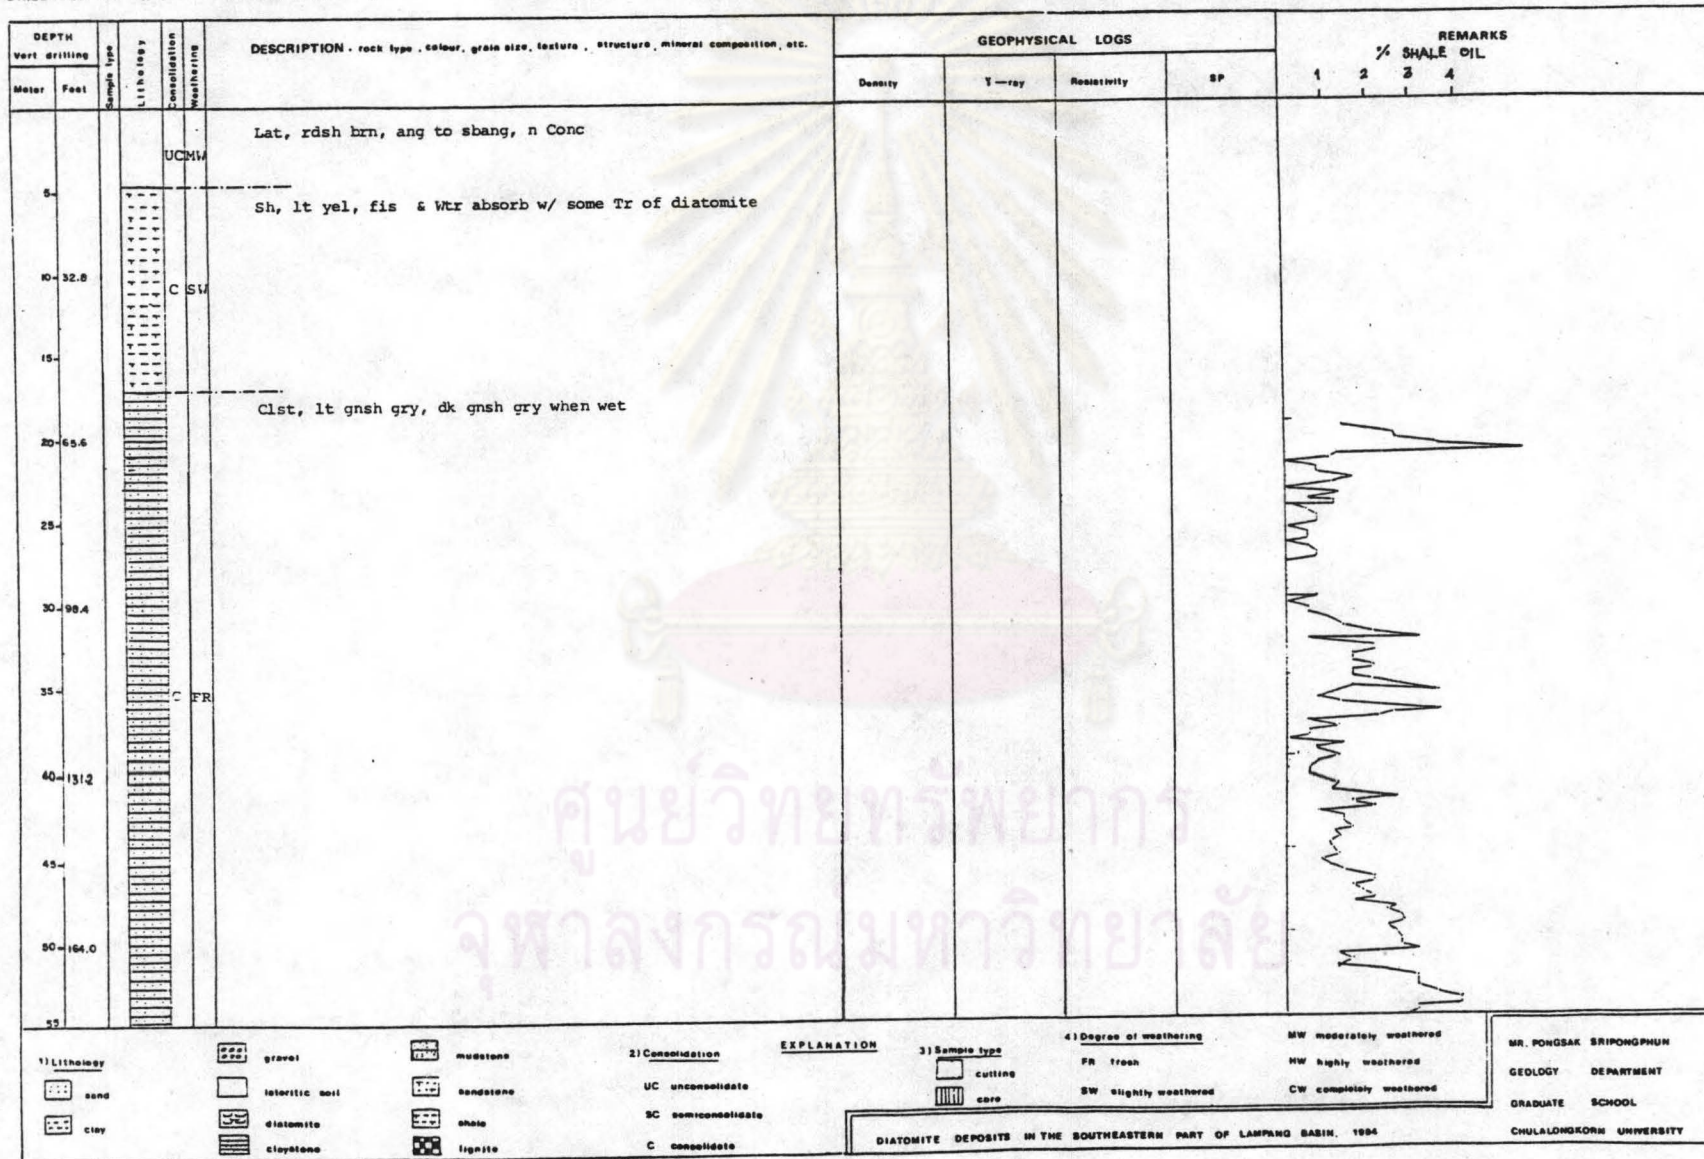 DEPTH
Vert drilling
Meter Feet
Sample type
Lithology
Consolidation
Weathering
DESCRIPTION - rock type, colour, grain size, texture, structure, mineral composition, etc.
GEOPHYSICAL LOGS
Density
γ-ray
Resistivity
SP
REMARKS
% SHALE OIL
1 2 3 4
Lat, rdsh brn, ang to sbang, n Conc
UC MW
5
Sh, lt yel, fis & Wtr absorb w/ some Tr of diatomite
10 32.8
C SW
15
Clst, lt gnsh gry, dk gnsh gry when wet
20 65.6
25
30 98.4
35
C FR
40 131.2
45
50 164.0
55
ศูนย์วิทยทรัพยากร
จุฬาลงกรณ์มหาวิทยาลัย
EXPLANATION
1) Lithology
sand
clay
gravel
lateritic soil
diatomite
claystone
mudstone
sandstone
shale
lignite
2) Consolidation
UC unconsolidate
SC semiconsolidate
C consolidate
3) Sample type
cutting
core
4) Degree of weathering
FR fresh
SW slightly weathered
MW moderately weathered
HW highly weathered
CW completely weathered
DIATOMITE DEPOSITS IN THE SOUTHEASTERN PART OF LAMPANG BASIN, 1984
MR. PONGSAK SRIPONGPHUN
GEOLOGY DEPARTMENT
GRADUATE SCHOOL
CHULALONGKORN UNIVERSITY